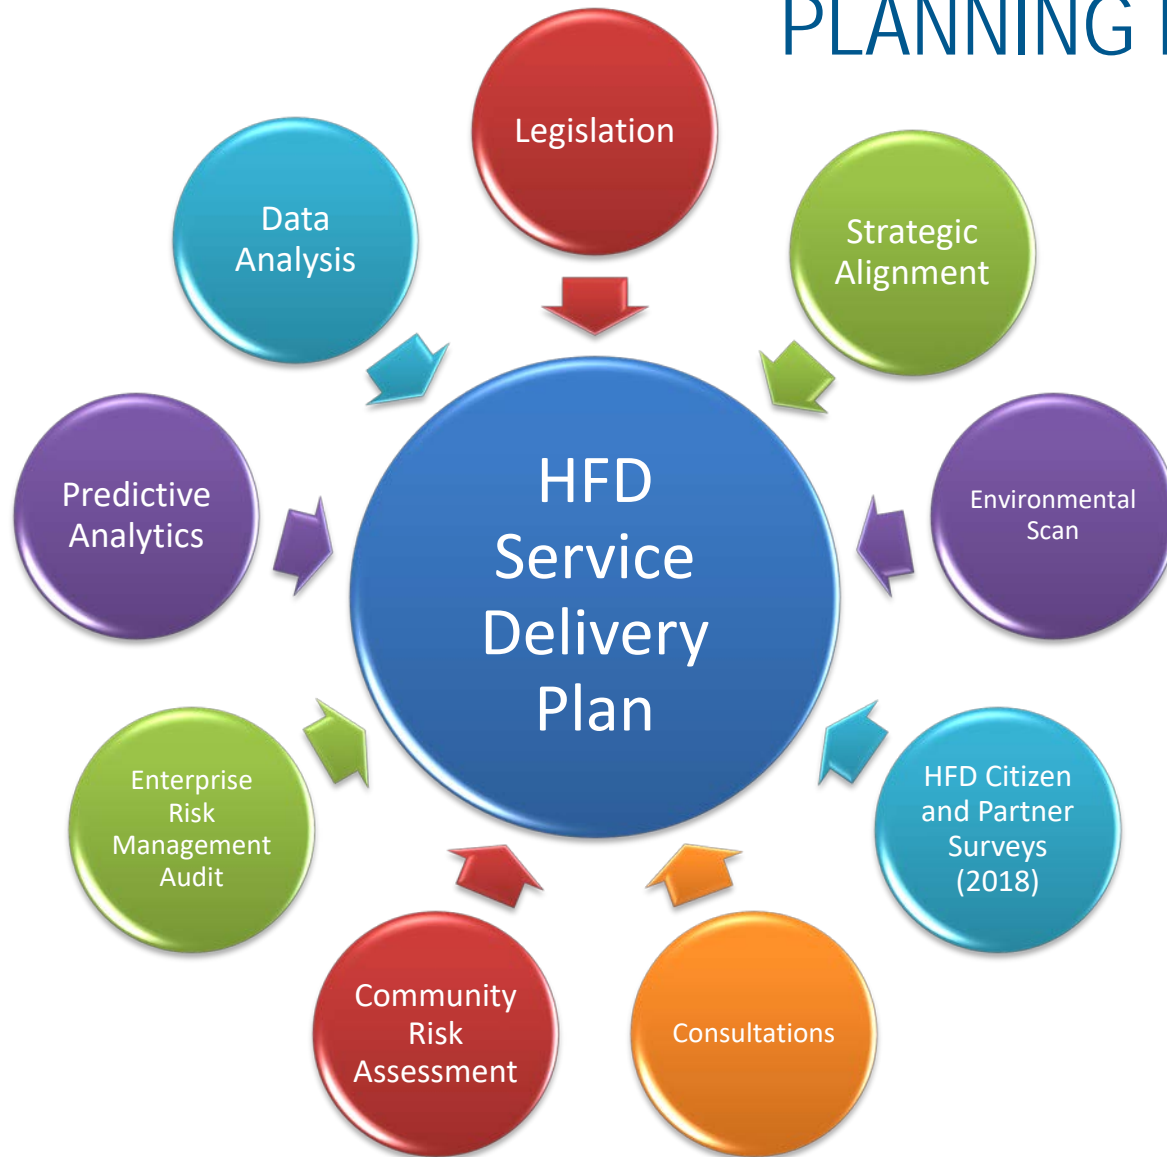 PLANNING
Legislation
Data
Analysis
Strategic
Alignment
Predictive
Analytics
HFD
Service
Delivery
Plan
Environmental
Scan
Enterprise
Risk
Management
Audit
HFD Citizen
and Partner
Surveys
(2018)
Community
Risk
Assessment
Consultations